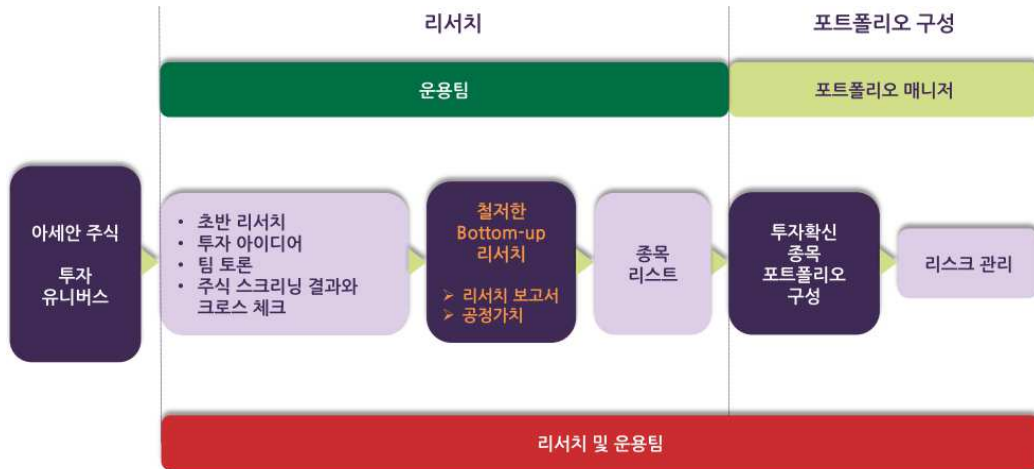 리서치
포트폴리오 구성
운용팀
포트폴리오 매니저
아세안 주식
투자
유니버스
• 초반 리서치
• 투자 아이디어
• 팀 토론
• 주식 스크리닝 결과와
크로스 체크
철저한
Bottom-up
리서치
➢ 리서치 보고서
➢ 공정가치
종목
리스트
투자확신
종목
포트폴리오
구성
리스크 관리
리서치 및 운용팀